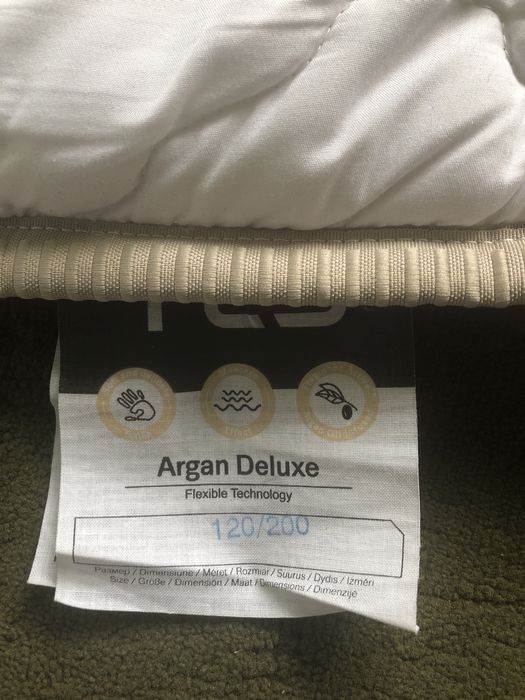 Argan Deluxe
Flexible Technology
120/200
Размер / Dimensiune / Méret / Rozmiar / Suurus / Dydis / Izmēri
Size / Größe / Dimensión / Maat / Dimensions / Dimenzije